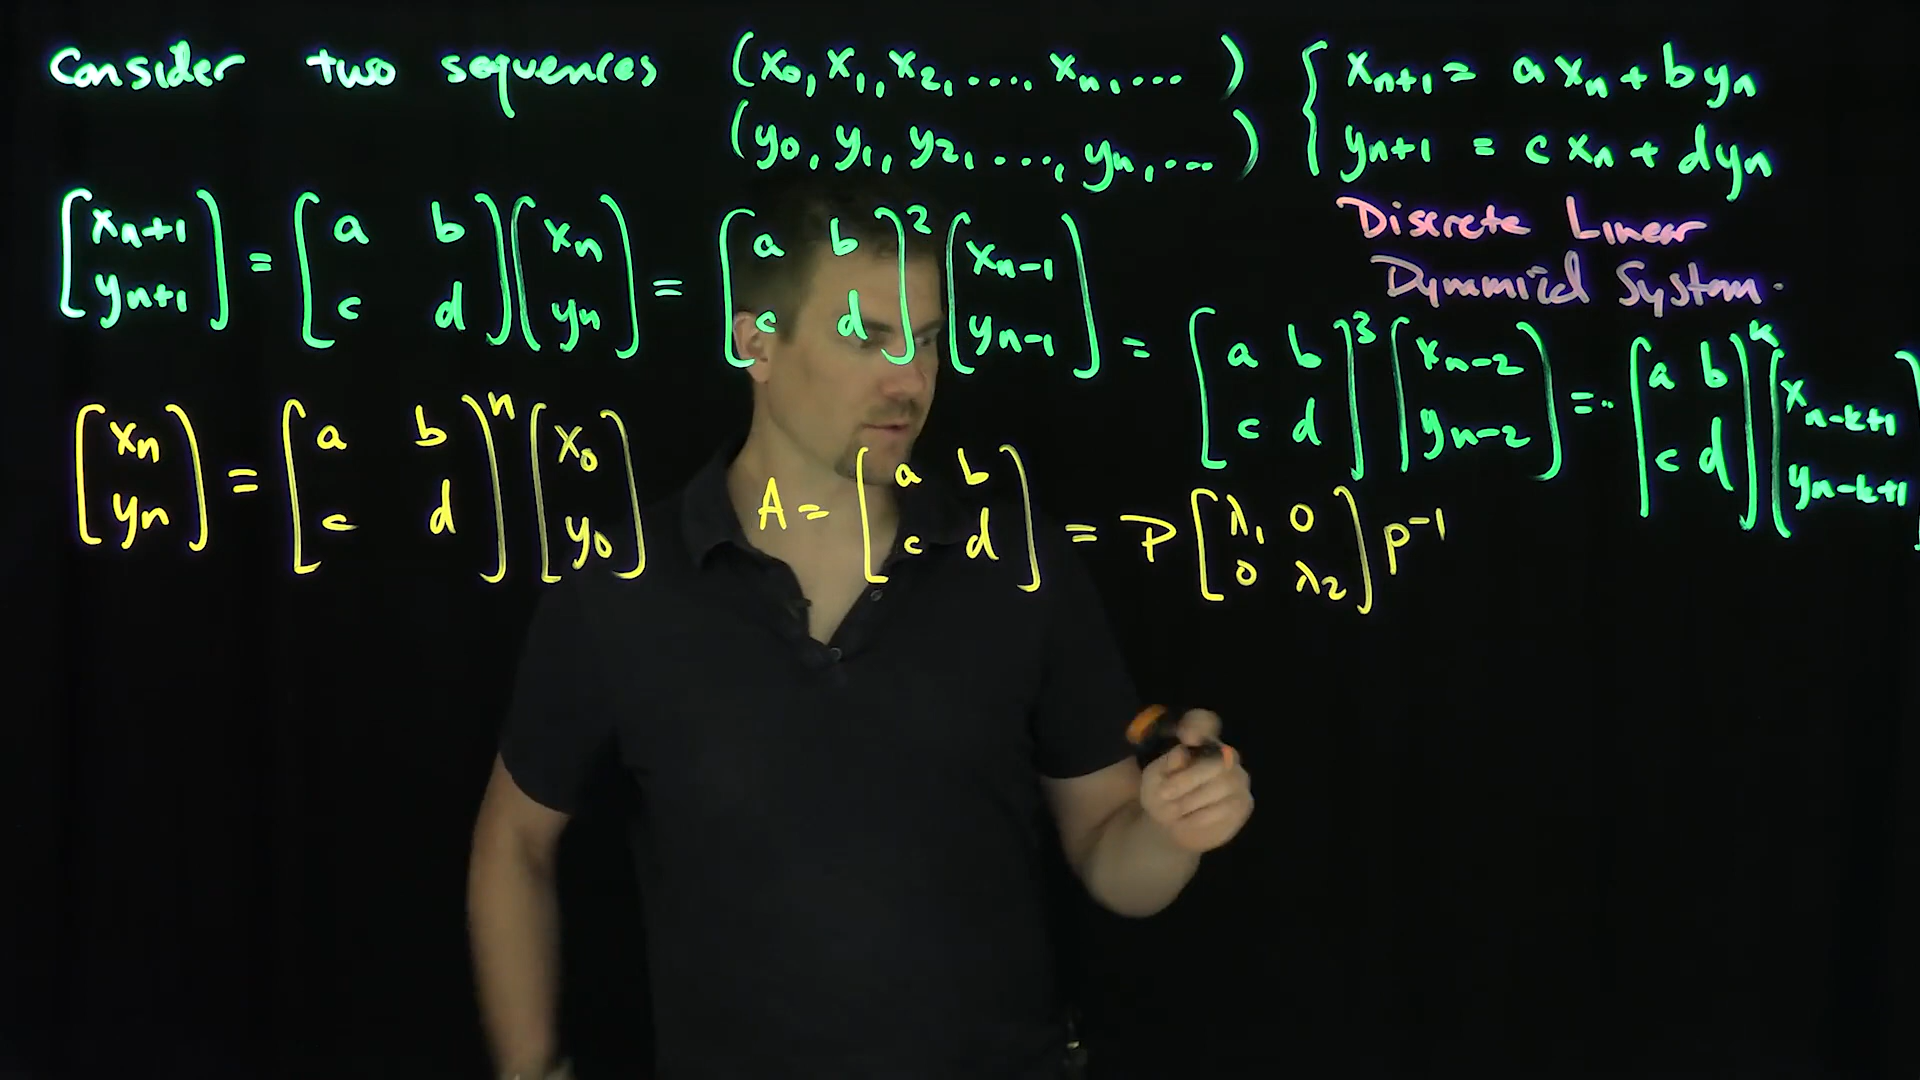 Consider two sequences (x₀, x₁, x₂, ...., xₙ, ... ) { xₙ₊₁ = a xₙ + b yₙ
(y₀, y₁, y₂, ...., yₙ, ... ) yₙ₊₁ = c xₙ + d yₙ
Discrete Linear
Dynamicl System.
[xₙ₊₁ yₙ₊₁] = [a b c d] [xₙ yₙ] = [a b c d]² [xₙ₋₁ yₙ₋₁] = [a b c d]³ [xₙ₋₂ yₙ₋₂] = .. [a b c d]ᵏ [xₙ₋ₖ₊₁ yₙ₋ₖ₊₁]
[xₙ yₙ] = [a b c d]ⁿ [x₀ y₀] A = [a b c d] = P [λ₁ 0 0 λ₂] P⁻¹